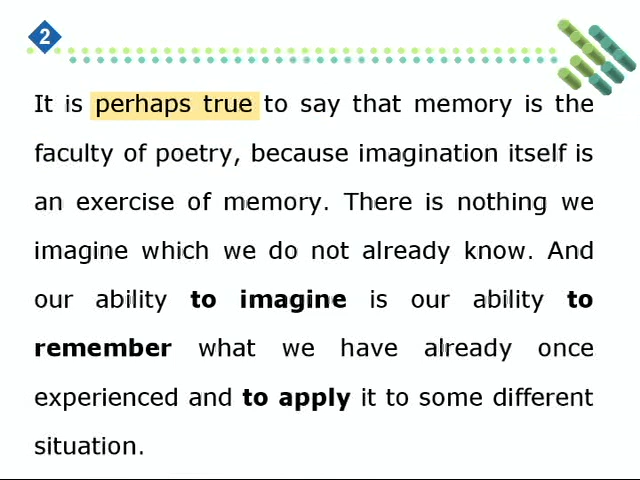 2
It is perhaps true to say that memory is the
faculty of poetry, because imagination itself is
an exercise of memory. There is nothing we
imagine which we do not already know. And
our ability to imagine is our ability to
remember what we have already once
experienced and to apply it to some different
situation.